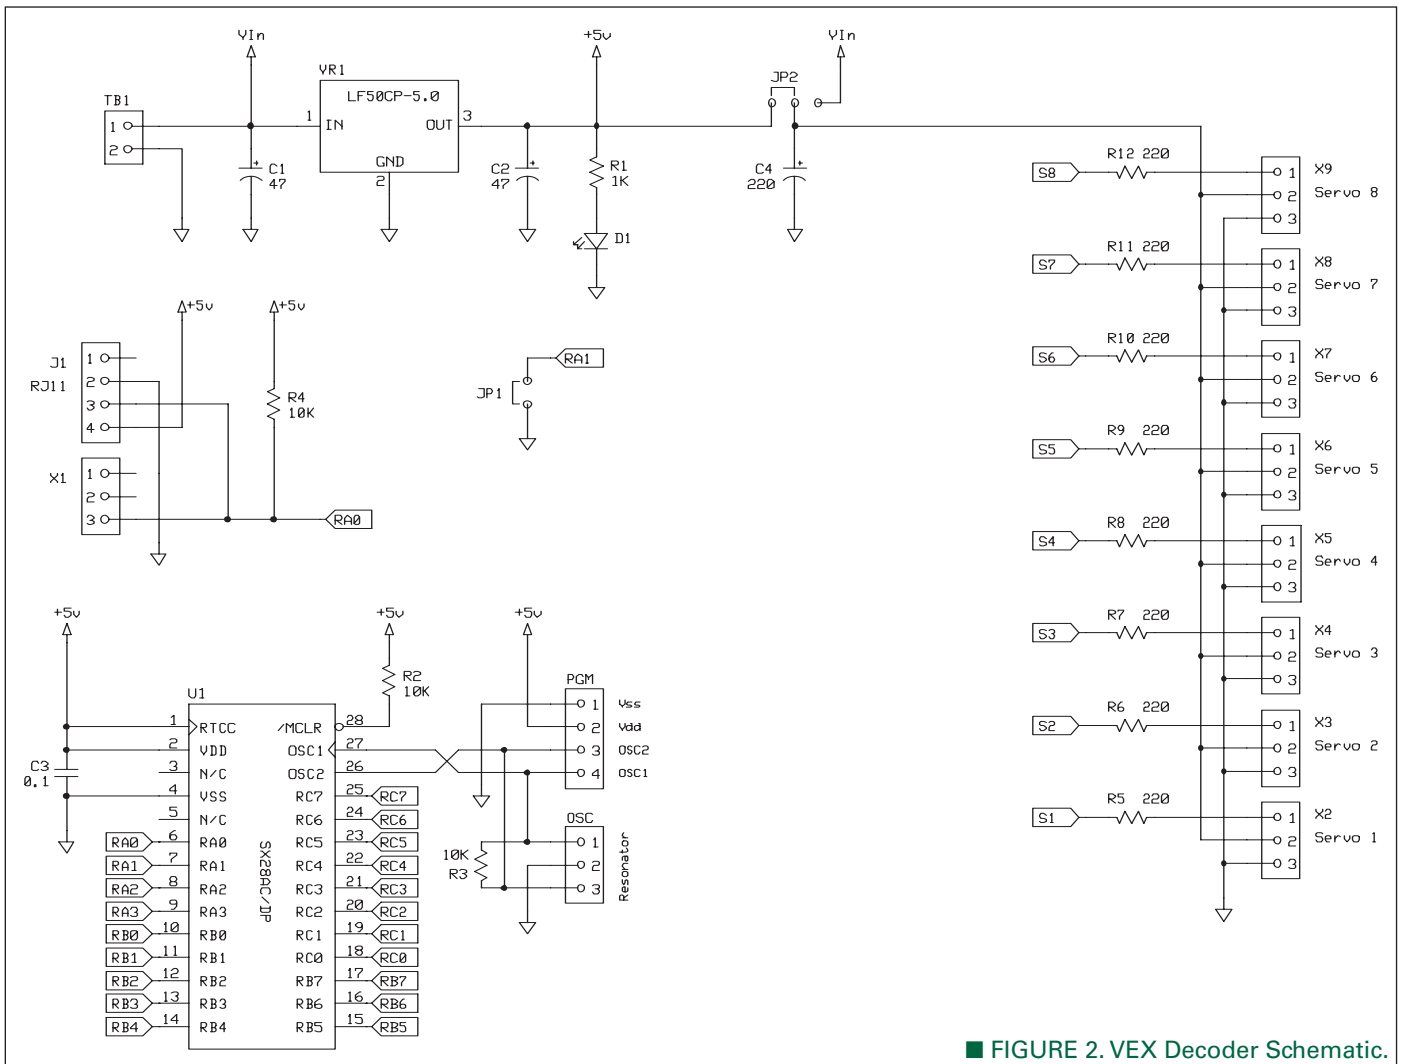 VIn
+5v
VIn
VR1
JP2
LF50CP-5.0
TB1
1
2
1
IN
OUT
3
GND
2
C1
47
C2
47
R1
1K
C4
220
D1
R12 220
S8
1
2
3
X9
Servo 8
R11 220
S7
1
2
3
X8
Servo 7
R10 220
S6
1
2
3
X7
Servo 6
R9 220
S5
1
2
3
X6
Servo 5
R8 220
S4
1
2
3
X5
Servo 4
R7 220
S3
1
2
3
X4
Servo 3
R6 220
S2
1
2
3
X3
Servo 2
R5 220
S1
1
2
3
X2
Servo 1
+5v
+5v
J1
RJ11
1
2
3
4
R4
10K
X1
1
2
3
RA0
RA1
JP1
+5v
+5v
+5v
R2
10K
C3
0.1
U1
SX28AC/DP
1 RTCC
2 VDD
3 N/C
4 VSS
5 N/C
RA0 6 RA0
RA1 7 RA1
RA2 8 RA2
RA3 9 RA3
RB0 10 RB0
RB1 11 RB1
RB2 12 RB2
RB3 13 RB3
RB4 14 RB4
/MCLR 28
OSC1 27
OSC2 26
RC7 25 RC7
RC6 24 RC6
RC5 23 RC5
RC4 22 RC4
RC3 21 RC3
RC2 20 RC2
RC1 19 RC1
RC0 18 RC0
RB7 17 RB7
RB6 16 RB6
RB5 15 RB5
PGM
1 Vss
2 Vdd
3 OSC2
4 OSC1
OSC
1
2
3
Resonator
10K
R3
■ FIGURE 2. VEX Decoder Schematic.